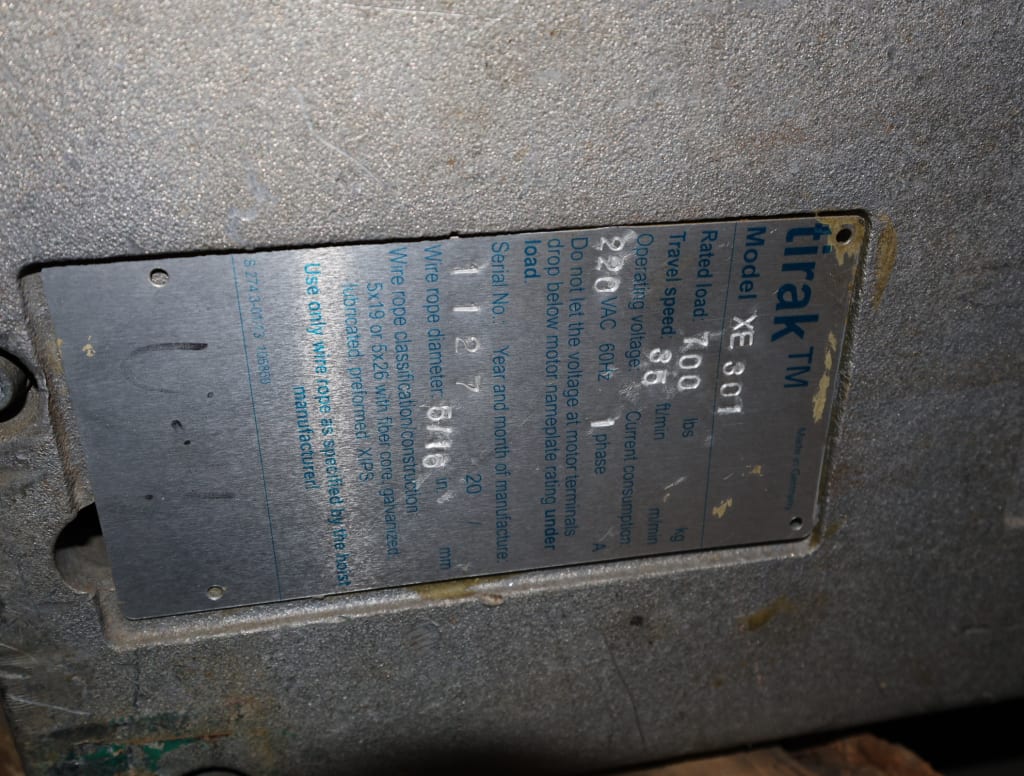 tirak™
Made in Germany
Model XE 301
Rated load: 700 lbs kg
Travel speed: 35 ft/min m/min
Operating voltage: Current consumption:
220 VAC 60Hz 1 phase A
Do not let the voltage at motor terminals
drop below motor nameplate rating under
load.
Serial No.: Year and month of manufacture:
1127 20 /
Wire rope diameter: 5/16 in mm
Wire rope classification/construction
5x19 or 5x26 with fiber core, galvanized,
lubricated, preformed, XIPS
Use only wire rope as specified by the hoist
manufacturer!